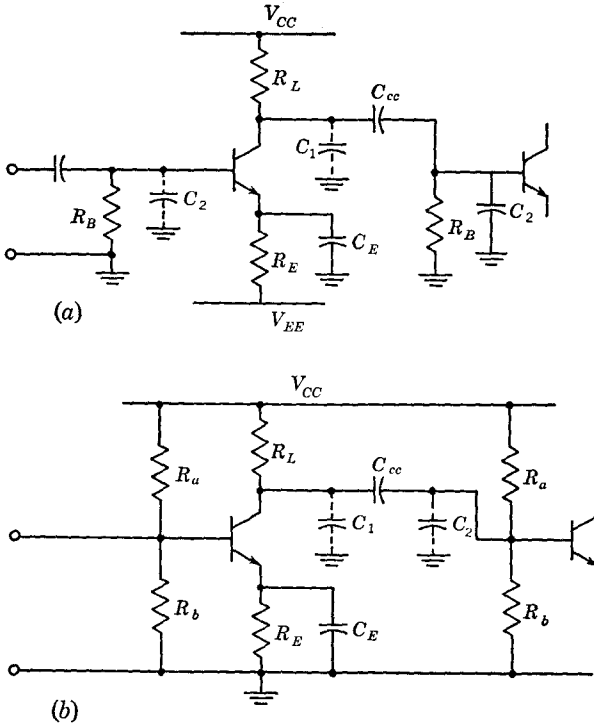 V_CC
R_L
C_cc
C_1
R_B
C_2
R_E
C_E
R_B
C_2
(a)
V_EE
V_CC
R_a
R_L
C_cc
R_a
C_1
C_2
R_b
R_E
C_E
R_b
(b)